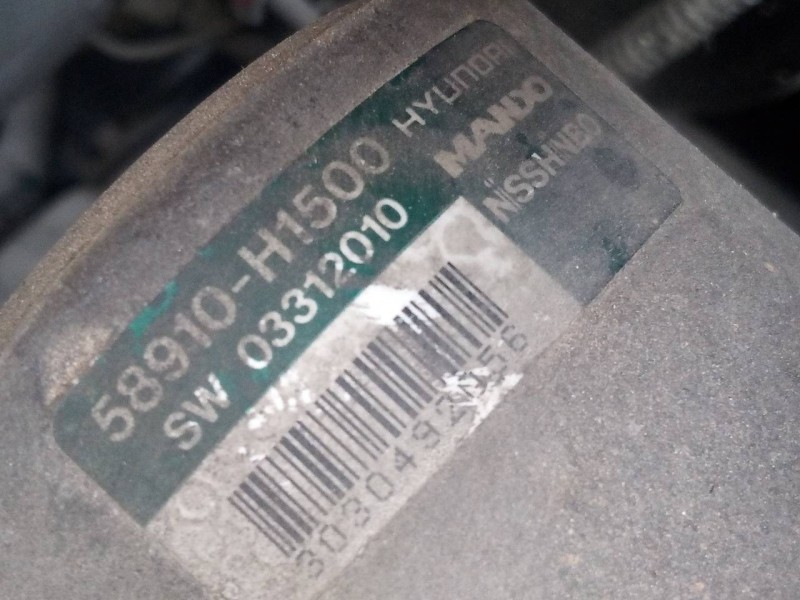 HYUNDAI
MANDO
NISSHINBO
58910-H1500
SW 03312010